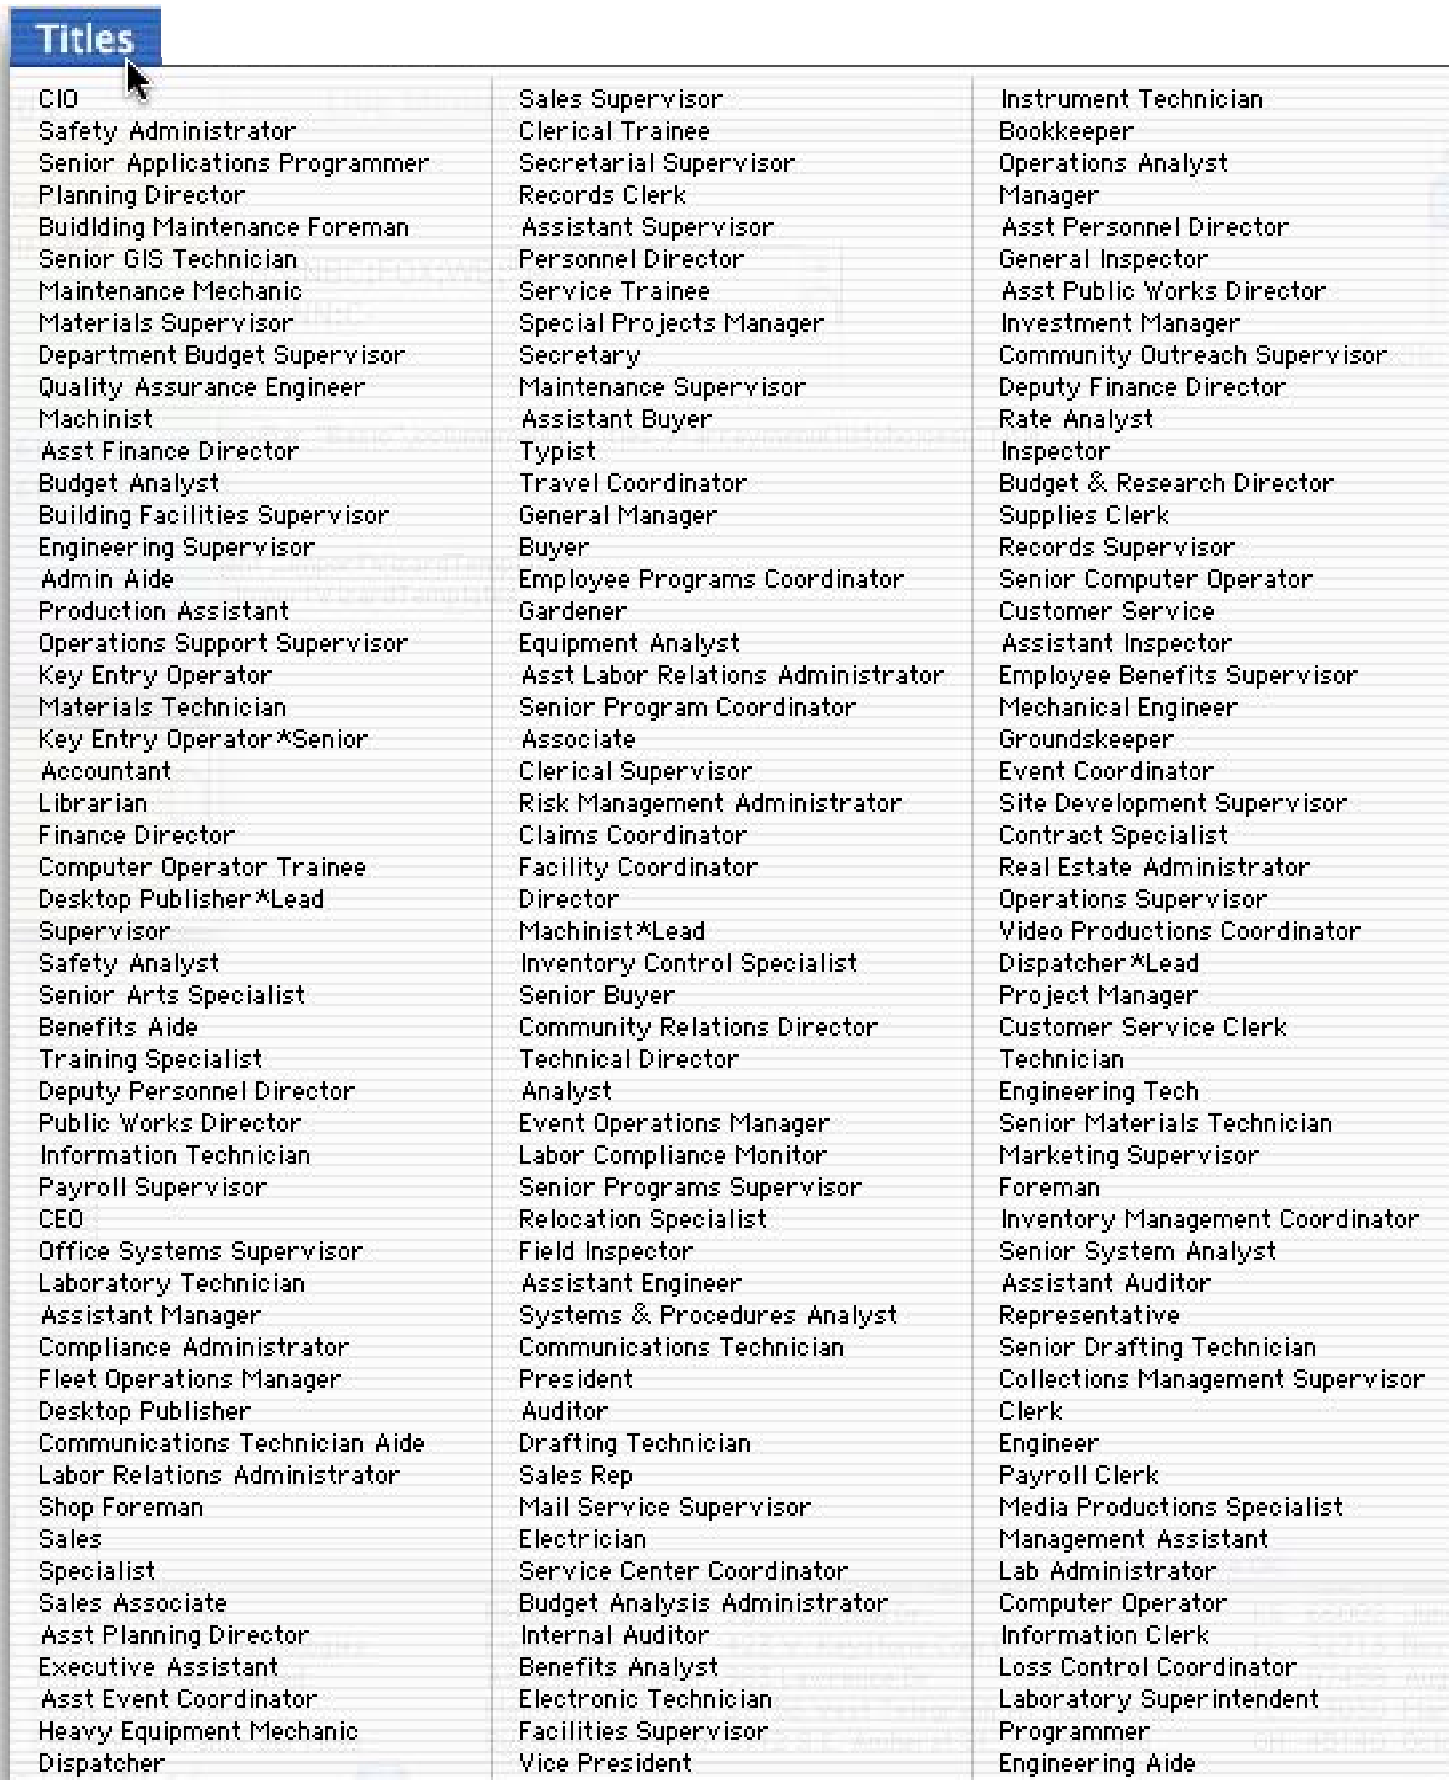 Titles
CIO
Safety Administrator
Senior Applications Programmer
Planning Director
Buidlding Maintenance Foreman
Senior GIS Technician
Maintenance Mechanic
Materials Supervisor
Department Budget Supervisor
Quality Assurance Engineer
Machinist
Asst Finance Director
Budget Analyst
Building Facilities Supervisor
Engineering Supervisor
Admin Aide
Production Assistant
Operations Support Supervisor
Key Entry Operator
Materials Technician
Key Entry Operator*Senior
Accountant
Librarian
Finance Director
Computer Operator Trainee
Desktop Publisher*Lead
Supervisor
Safety Analyst
Senior Arts Specialist
Benefits Aide
Training Specialist
Deputy Personnel Director
Public Works Director
Information Technician
Payroll Supervisor
CEO
Office Systems Supervisor
Laboratory Technician
Assistant Manager
Compliance Administrator
Fleet Operations Manager
Desktop Publisher
Communications Technician Aide
Labor Relations Administrator
Shop Foreman
Sales
Specialist
Sales Associate
Asst Planning Director
Executive Assistant
Asst Event Coordinator
Heavy Equipment Mechanic
Dispatcher
Sales Supervisor
Clerical Trainee
Secretarial Supervisor
Records Clerk
Assistant Supervisor
Personnel Director
Service Trainee
Special Projects Manager
Secretary
Maintenance Supervisor
Assistant Buyer
Typist
Travel Coordinator
General Manager
Buyer
Employee Programs Coordinator
Gardener
Equipment Analyst
Asst Labor Relations Administrator
Senior Program Coordinator
Associate
Clerical Supervisor
Risk Management Administrator
Claims Coordinator
Facility Coordinator
Director
Machinist*Lead
Inventory Control Specialist
Senior Buyer
Community Relations Director
Technical Director
Analyst
Event Operations Manager
Labor Compliance Monitor
Senior Programs Supervisor
Relocation Specialist
Field Inspector
Assistant Engineer
Systems & Procedures Analyst
Communications Technician
President
Auditor
Drafting Technician
Sales Rep
Mail Service Supervisor
Electrician
Service Center Coordinator
Budget Analysis Administrator
Internal Auditor
Benefits Analyst
Electronic Technician
Facilities Supervisor
Vice President
Instrument Technician
Bookkeeper
Operations Analyst
Manager
Asst Personnel Director
General Inspector
Asst Public Works Director
Investment Manager
Community Outreach Supervisor
Deputy Finance Director
Rate Analyst
Inspector
Budget & Research Director
Supplies Clerk
Records Supervisor
Senior Computer Operator
Customer Service
Assistant Inspector
Employee Benefits Supervisor
Mechanical Engineer
Groundskeeper
Event Coordinator
Site Development Supervisor
Contract Specialist
Real Estate Administrator
Operations Supervisor
Video Productions Coordinator
Dispatcher*Lead
Project Manager
Customer Service Clerk
Technician
Engineering Tech
Senior Materials Technician
Marketing Supervisor
Foreman
Inventory Management Coordinator
Senior System Analyst
Assistant Auditor
Representative
Senior Drafting Technician
Collections Management Supervisor
Clerk
Engineer
Payroll Clerk
Media Productions Specialist
Management Assistant
Lab Administrator
Computer Operator
Information Clerk
Loss Control Coordinator
Laboratory Superintendent
Programmer
Engineering Aide